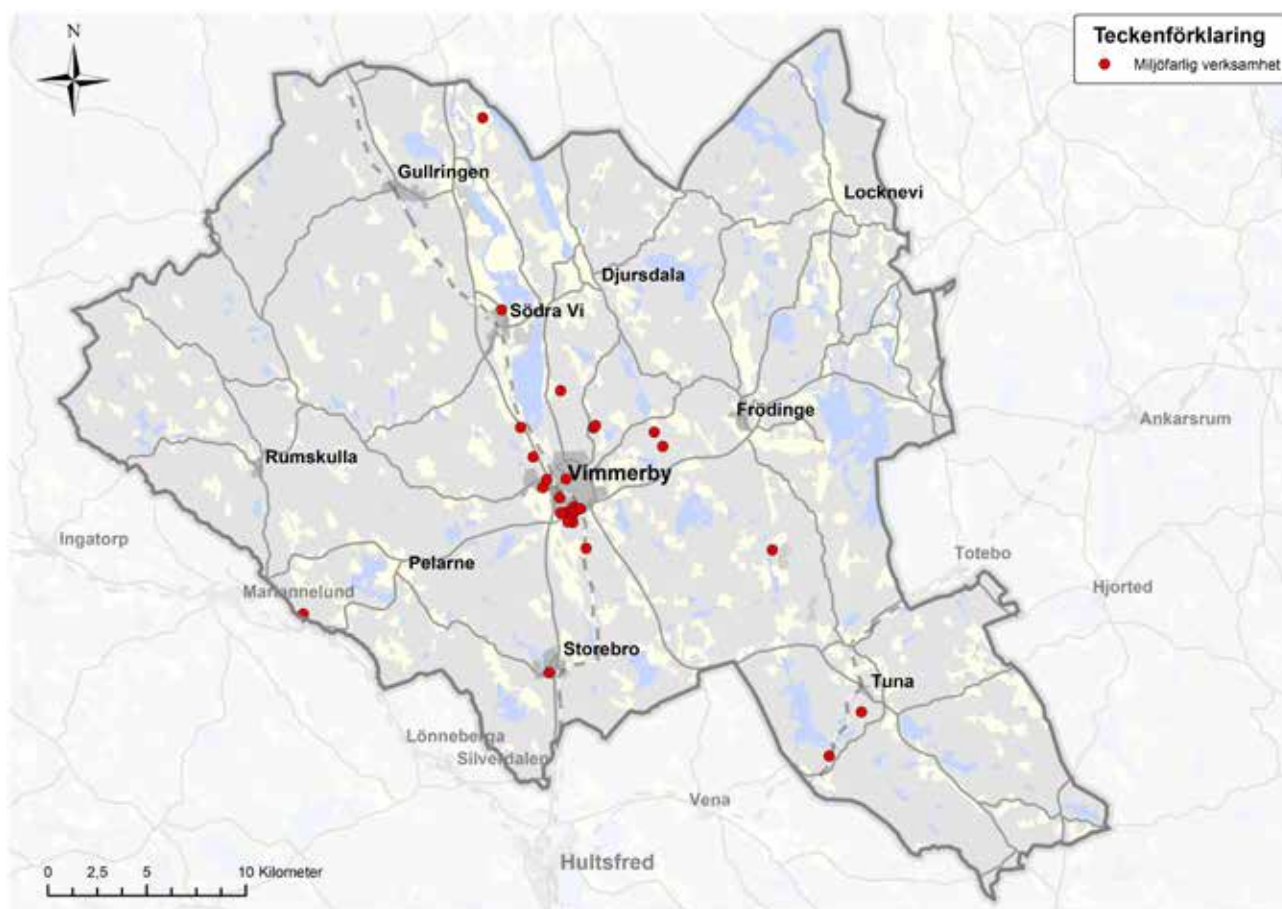 N
Teckenförklaring
Miljöfarlig verksamhet
Gullringen
Locknevi
Djursdala
Södra Vi
Frödinge
Ankarsrum
Rumskulla
Vimmerby
Ingatorp
Pelarne
Totebo
Mariannelund
Hjorted
Storebro
Tuna
Lönneberga
Silverdalen
Vena
Hultsfred
0 2,5 5 10 Kilometer